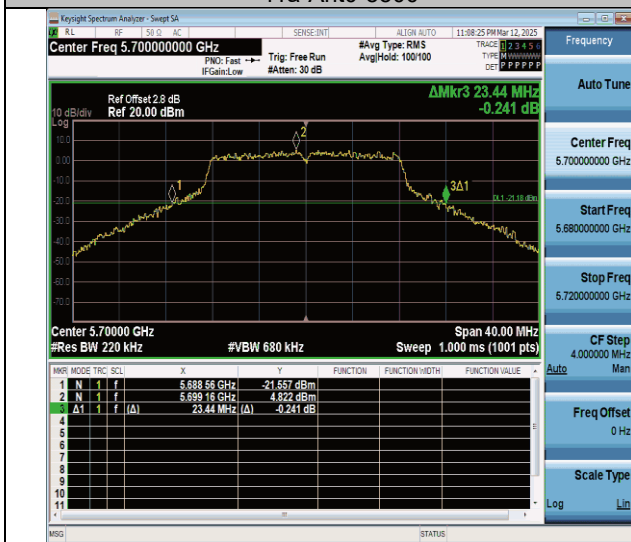 Keysight Spectrum Analyzer - Swept SA
RL RF 50 Ω AC SENSE:INT ALIGN AUTO 11:08:25 PM Mar 12, 2025
Center Freq 5.700000000 GHz
PNO: Fast
IFGain:Low
Trig: Free Run
#Atten: 30 dB
#Avg Type: RMS
Avg|Hold: 100/100
TRACE 1 2 3 4 5 6
TYPE M WWWWW
DET P P P P P P
ΔMkr3 23.44 MHz
-0.241 dB
Ref Offset 2.8 dB
Ref 20.00 dBm
10 dB/div
Log
10.0
0.00
-10.0
-20.0
-30.0
-40.0
-50.0
-60.0
-70.0
1
2
3Δ1
DL1 -21.18 dBm
Center 5.70000 GHz
Span 40.00 MHz
#Res BW 220 kHz
#VBW 680 kHz
Sweep 1.000 ms (1001 pts)
MKR MODE TRC SCL X Y FUNCTION FUNCTION WIDTH FUNCTION VALUE
1 N 1 f 5.688 56 GHz -21.557 dBm
2 N 1 f 5.699 16 GHz 4.822 dBm
3 Δ1 1 f (Δ) 23.44 MHz (Δ) -0.241 dB
4
5
6
7
8
9
10
11
MSG STATUS
Frequency
Auto Tune
Center Freq
5.700000000 GHz
Start Freq
5.680000000 GHz
Stop Freq
5.720000000 GHz
CF Step
4.000000 MHz
Auto Man
Freq Offset
0 Hz
Scale Type
Log Lin